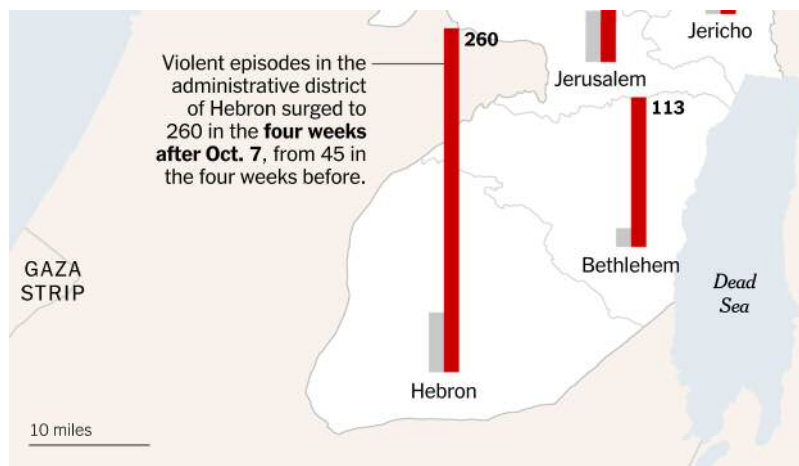 Jericho
260
Violent episodes in the
administrative district
of Hebron surged to
260 in the four weeks
after Oct. 7, from 45 in
the four weeks before.
Jerusalem
113
GAZA
STRIP
Bethlehem
Dead
Sea
Hebron
10 miles